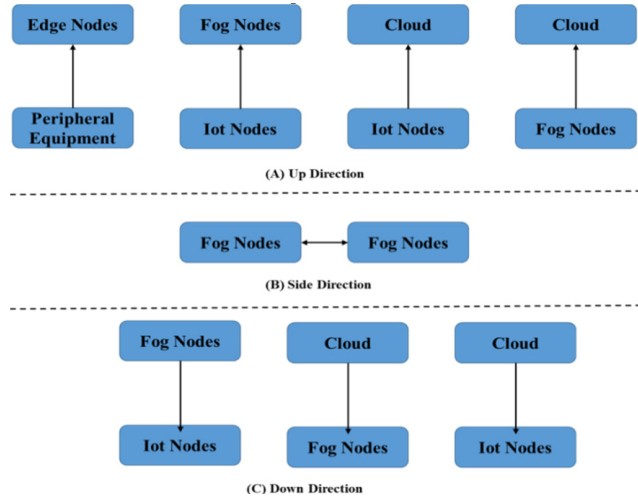 Edge Nodes
Fog Nodes
Cloud
Cloud
Peripheral
Equipment
Iot Nodes
Iot Nodes
Fog Nodes
(A) Up Direction
Fog Nodes
Fog Nodes
(B) Side Direction
Fog Nodes
Cloud
Cloud
Iot Nodes
Fog Nodes
Iot Nodes
(C) Down Direction